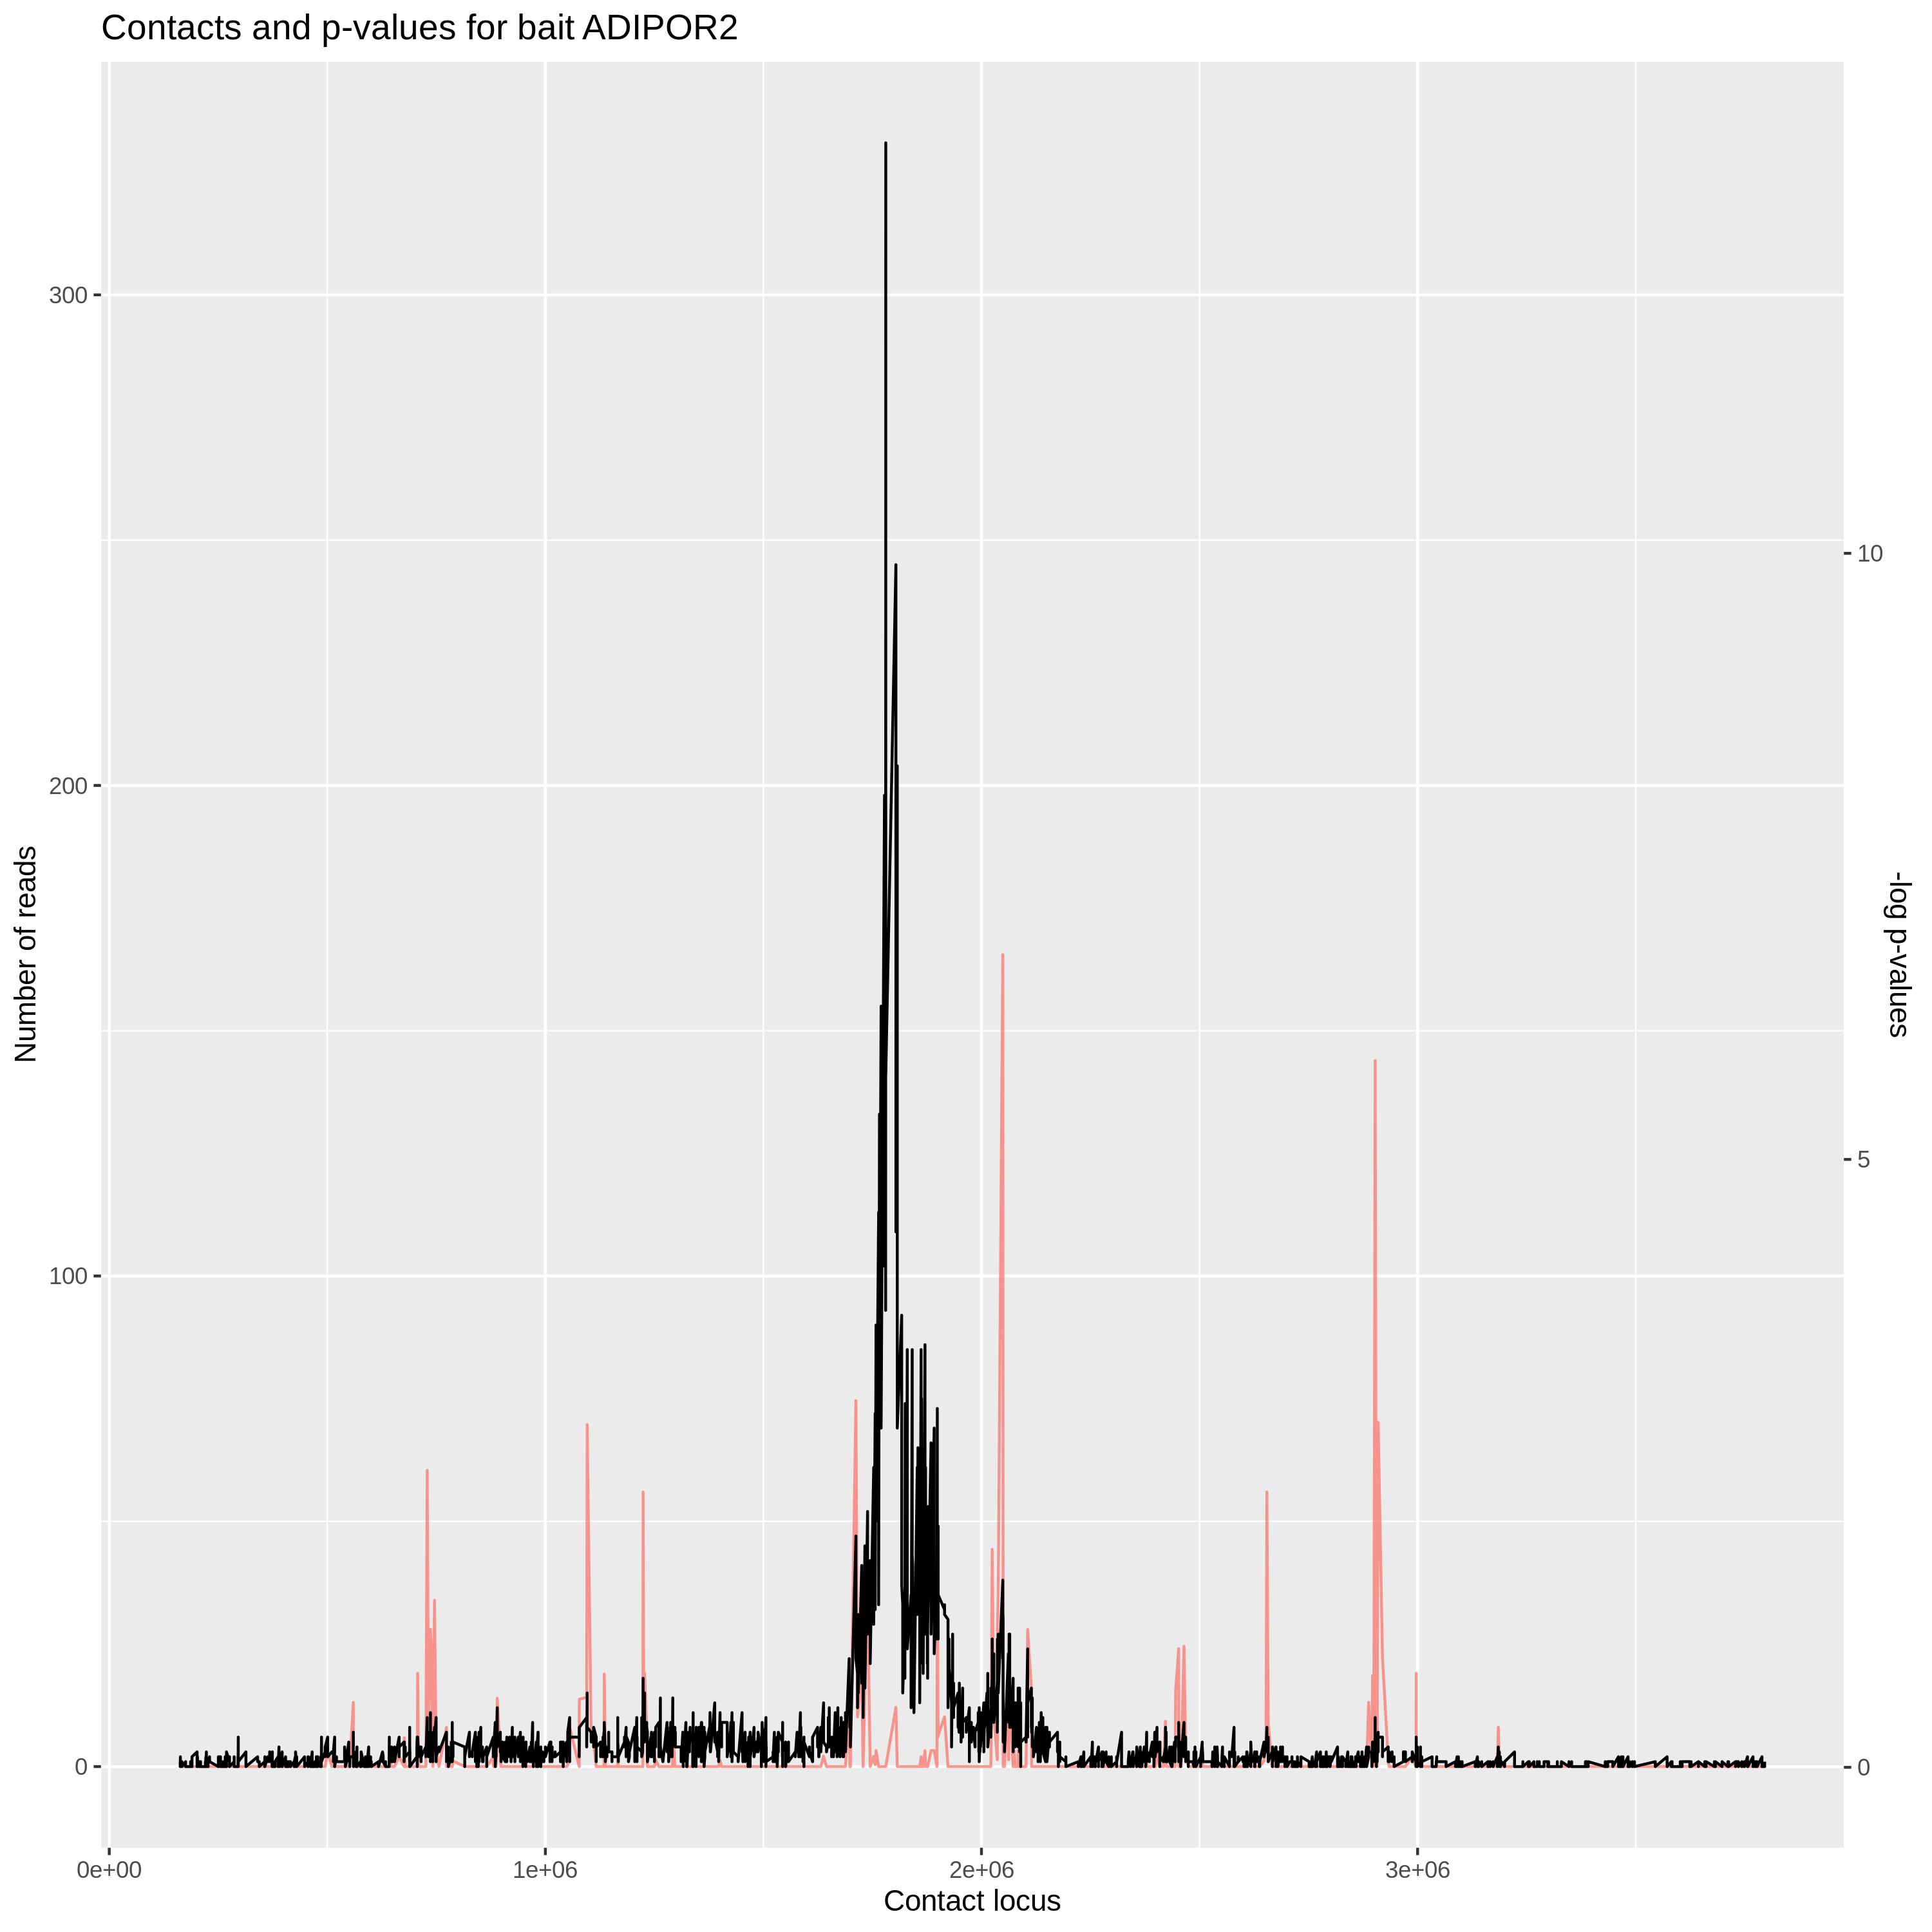 Contacts and p-values for bait ADIPOR2
300
200
100
0
Number of reads
10
5
0
-log p-values
0e+00
1e+06
2e+06
3e+06
Contact locus